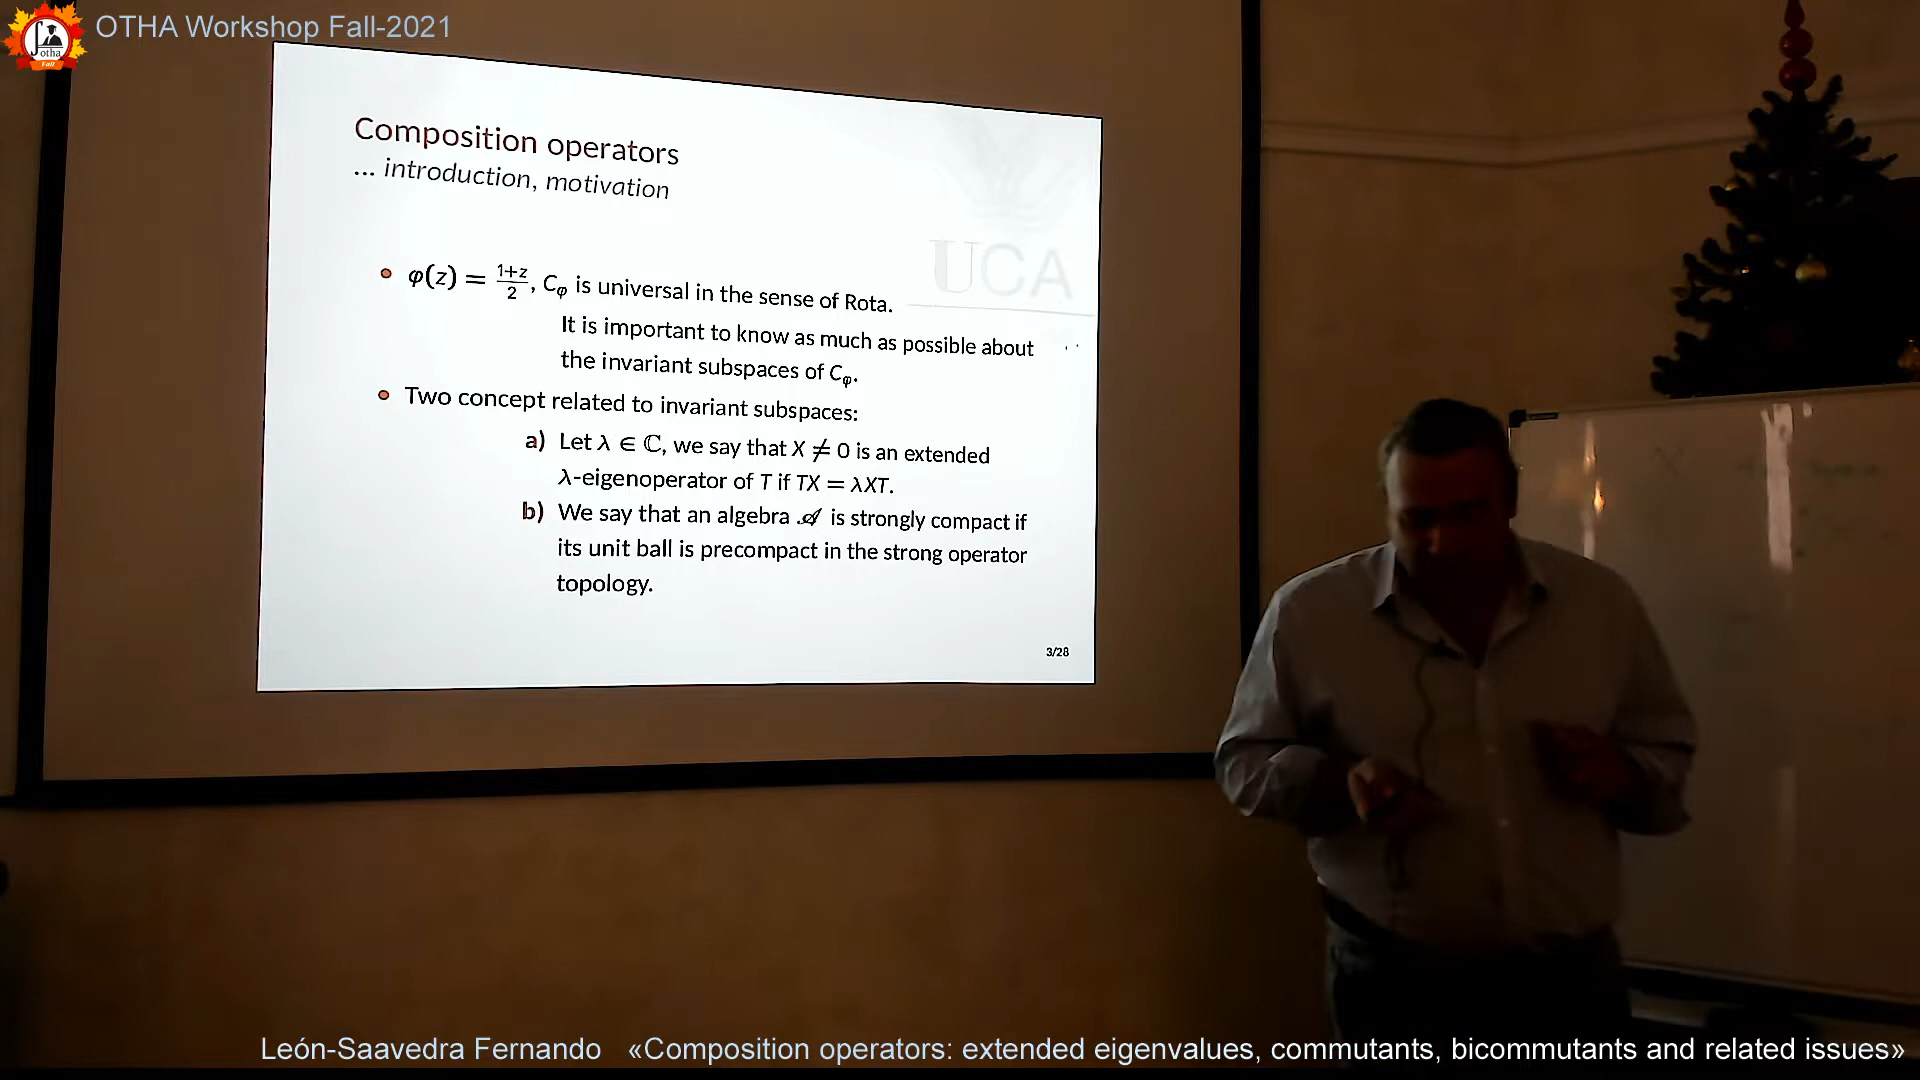 OTHA Workshop Fall-2021
otha
Fall
Composition operators
... introduction, motivation
UCA
• φ(z) = 1+z/2, Cφ is universal in the sense of Rota.
It is important to know as much as possible about
the invariant subspaces of Cφ.
• Two concept related to invariant subspaces:
a) Let λ ∈ ℂ, we say that X ≠ 0 is an extended
λ-eigenoperator of T if TX = λXT.
b) We say that an algebra 𝒜 is strongly compact if
its unit ball is precompact in the strong operator
topology.
3/28
León-Saavedra Fernando «Composition operators: extended eigenvalues, commutants, bicommutants and related issues»